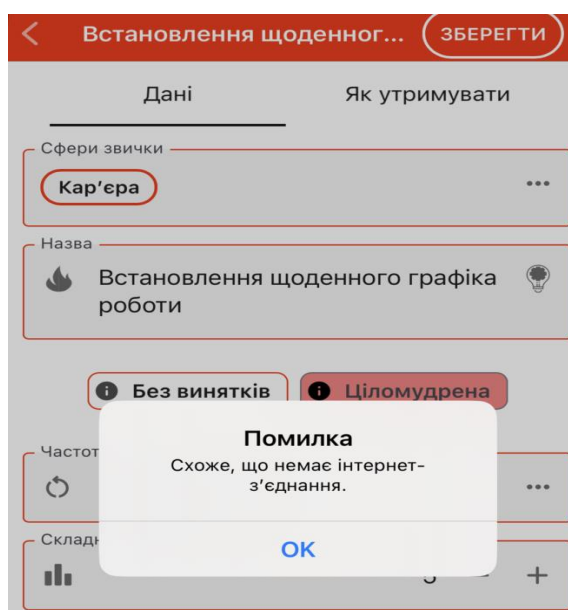 Встановлення щоденног... ЗБЕРЕГТИ
Дані Як утримувати
Сфери звички
Кар'єра
Назва
Встановлення щоденного графіка
роботи
Без винятків Ціломудрена
Помилка
Схоже, що немає інтернет-
з'єднання.
OK
Частот
Складн